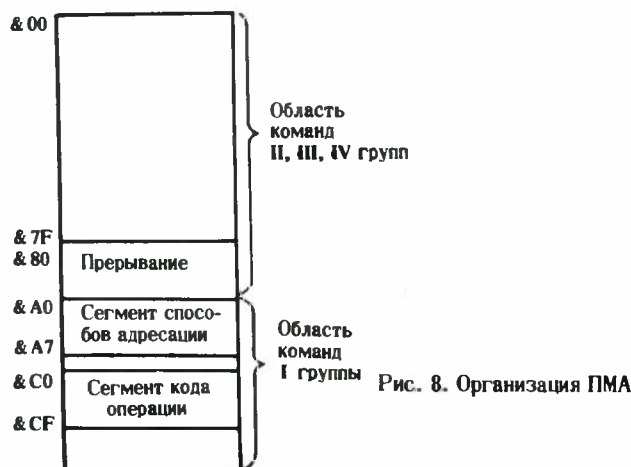 & 00
Область
команд
II, III, IV групп
& 7F
& 80
Прерывание
& A0
Сегмент спосо-
бов адресации
& A7
Область
команд
I группы
& C0
Сегмент кода
операции
& CF
Рис. 8. Организация ПМА